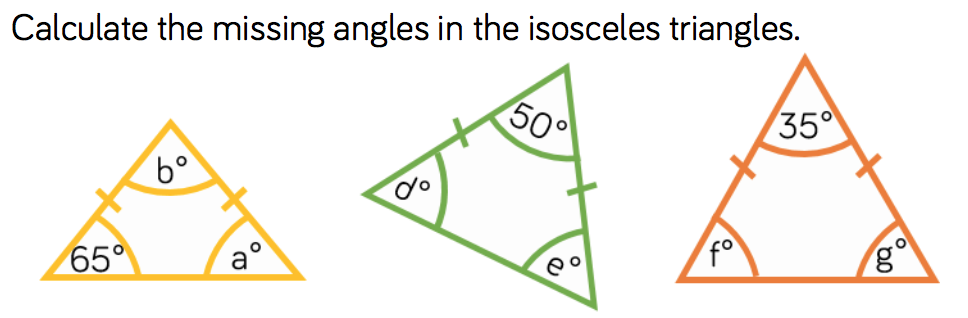 Calculate the missing angles in the isosceles triangles.
b°
65°
a°
50°
d°
e°
35°
f°
g°